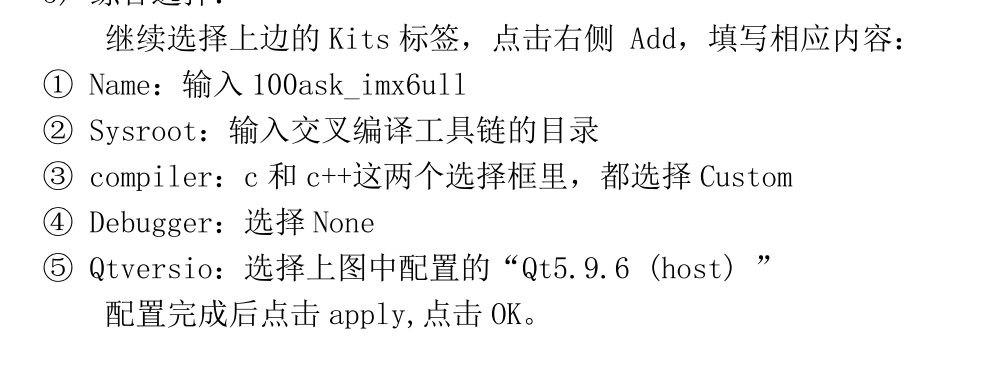 继续选择上边的 Kits 标签，点击右侧 Add，填写相应内容：
① Name：输入 100ask_imx6ull
② Sysroot：输入交叉编译工具链的目录
③ compiler：c 和 c++这两个选择框里，都选择 Custom
④ Debugger：选择 None
⑤ Qtversio：选择上图中配置的“Qt5.9.6 (host) ”
配置完成后点击 apply,点击 OK。